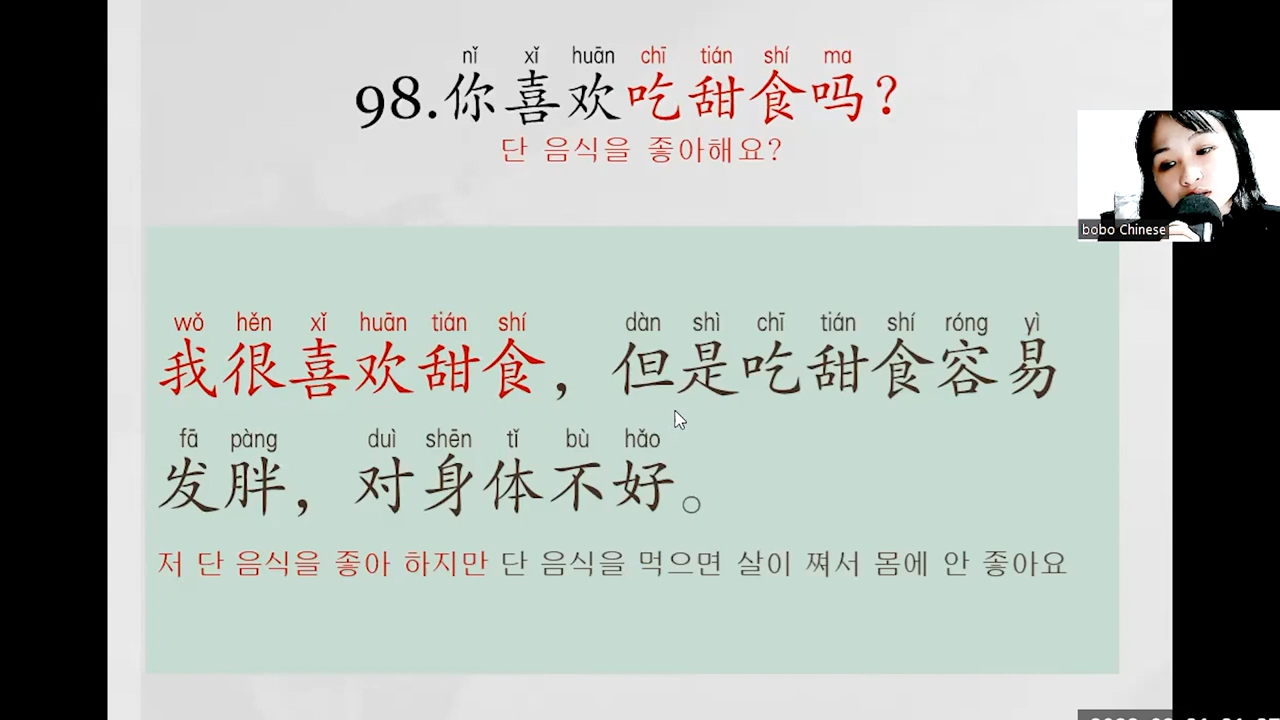 nǐ xǐ huān chī tián shí ma
98.你喜欢吃甜食吗？
단 음식을 좋아해요?
bobo Chinese
wǒ hěn xǐ huān tián shí dàn shì chī tián shí róng yì
我很喜欢甜食，但是吃甜食容易
fā pàng duì shēn tǐ bù hǎo
发胖，对身体不好。
저 단 음식을 좋아 하지만 단 음식을 먹으면 살이 쪄서 몸에 안 좋아요